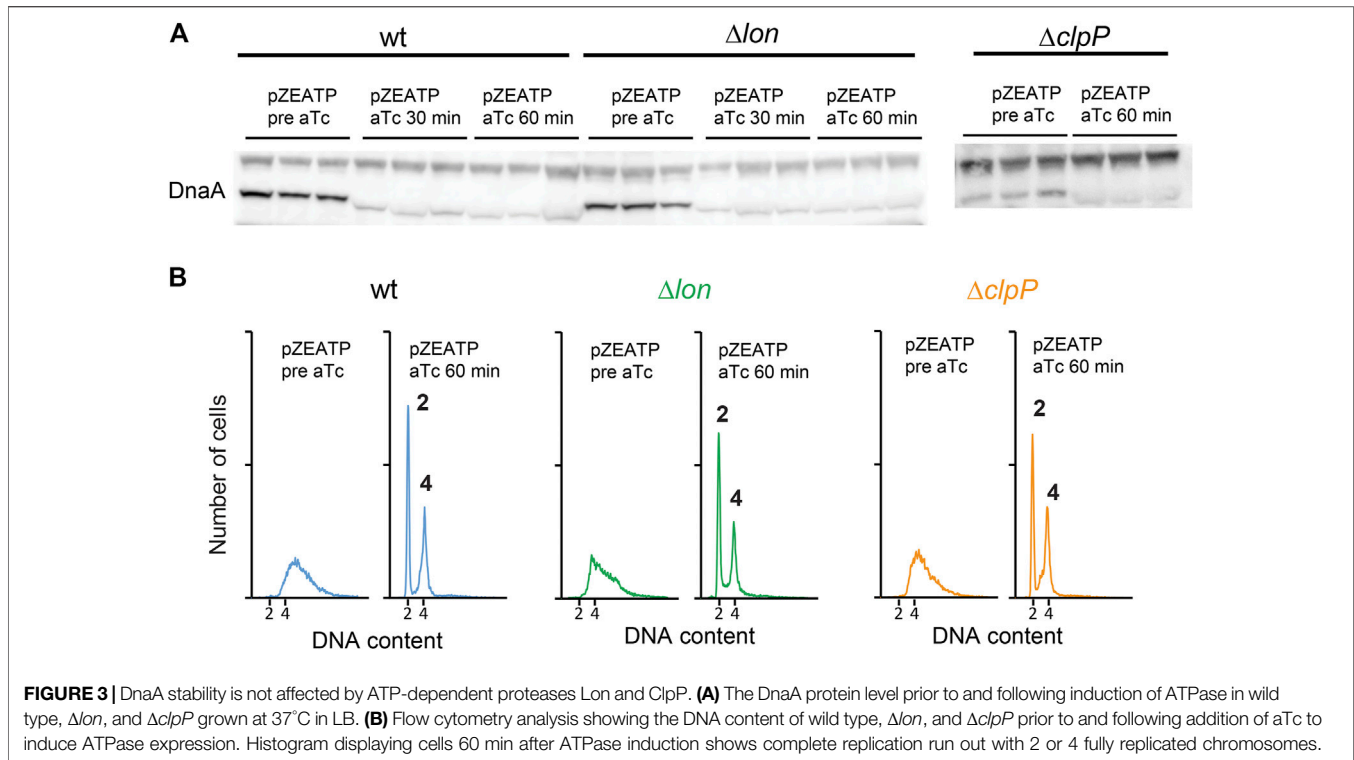 A
wt
Δlon
ΔclpP
pZEATP pre aTc
pZEATP aTc 30 min
pZEATP aTc 60 min
pZEATP pre aTc
pZEATP aTc 30 min
pZEATP aTc 60 min
pZEATP pre aTc
pZEATP aTc 60 min
DnaA
B
wt
Δlon
ΔclpP
Number of cells
pZEATP
pre aTc
2 4
pZEATP
aTc 60 min
2
4
2 4
DNA content
pZEATP
pre aTc
2 4
pZEATP
aTc 60 min
2
4
2 4
DNA content
pZEATP
pre aTc
2 4
pZEATP
aTc 60 min
2
4
2 4
DNA content
FIGURE 3 | DnaA stability is not affected by ATP-dependent proteases Lon and ClpP. (A) The DnaA protein level prior to and following induction of ATPase in wild
type, Δlon, and ΔclpP grown at 37°C in LB. (B) Flow cytometry analysis showing the DNA content of wild type, Δlon, and ΔclpP prior to and following addition of aTc to
induce ATPase expression. Histogram displaying cells 60 min after ATPase induction shows complete replication run out with 2 or 4 fully replicated chromosomes.